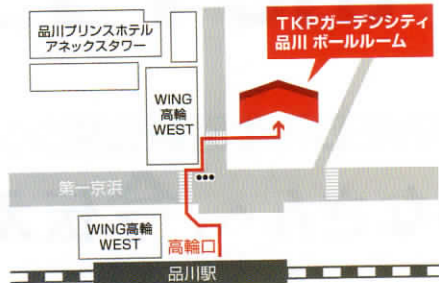 品川プリンスホテル
アネックスタワー
TKPガーデンシティ
品川 ボールルーム
WING
高輪
WEST
第一京浜
WING高輪
WEST
高輪口
品川駅